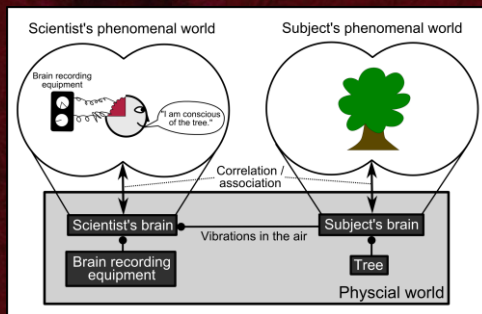 Scientist's phenomenal world
Subject's phenomenal world
Brain recording
equipment
"I am conscious
of the tree."
Correlation /
association
Scientist's brain
Subject's brain
Vibrations in the air
Brain recording
equipment
Tree
Physcial world